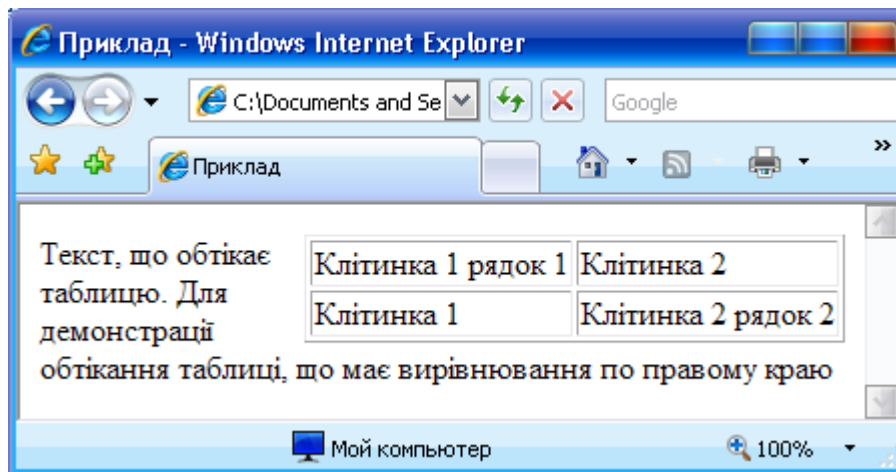 Приклад - Windows Internet Explorer
C:\Documents and Se
Google
Приклад
»
Текст, що обтікає
таблицю. Для
демонстрації
обтікання таблиці, що має вирівнювання по правому краю
Клітинка 1 рядок 1 Клітинка 2
Клітинка 1 Клітинка 2 рядок 2
Мой компьютер
100%